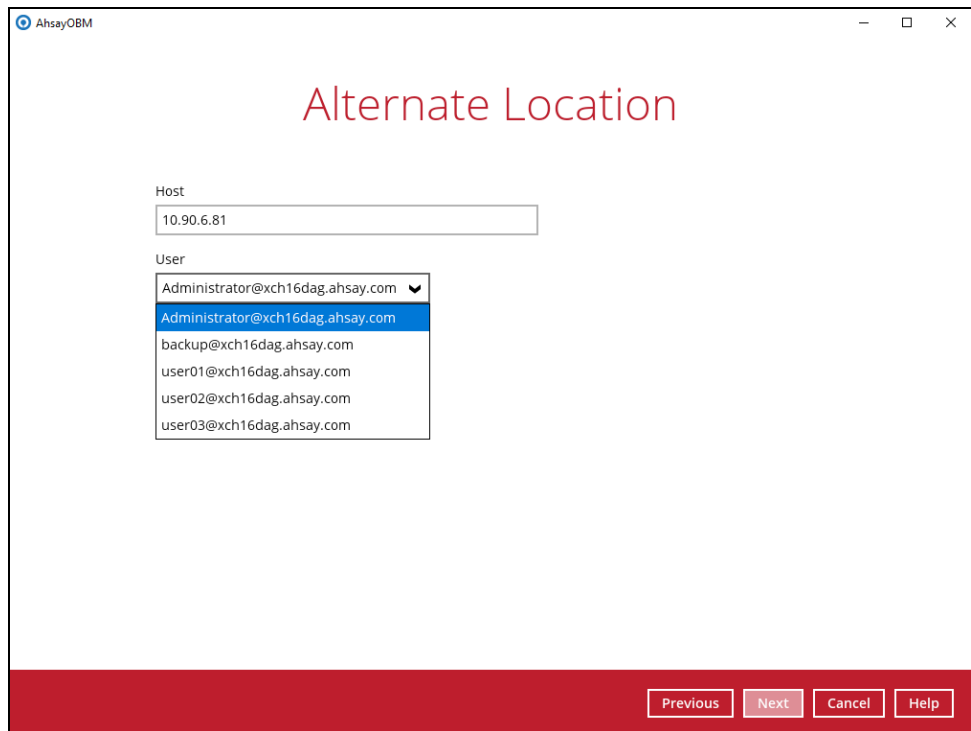 AhsayOBM
Alternate Location
Host
10.90.6.81
User
Administrator@xch16dag.ahsay.com
Administrator@xch16dag.ahsay.com
backup@xch16dag.ahsay.com
user01@xch16dag.ahsay.com
user02@xch16dag.ahsay.com
user03@xch16dag.ahsay.com
Previous Next Cancel Help